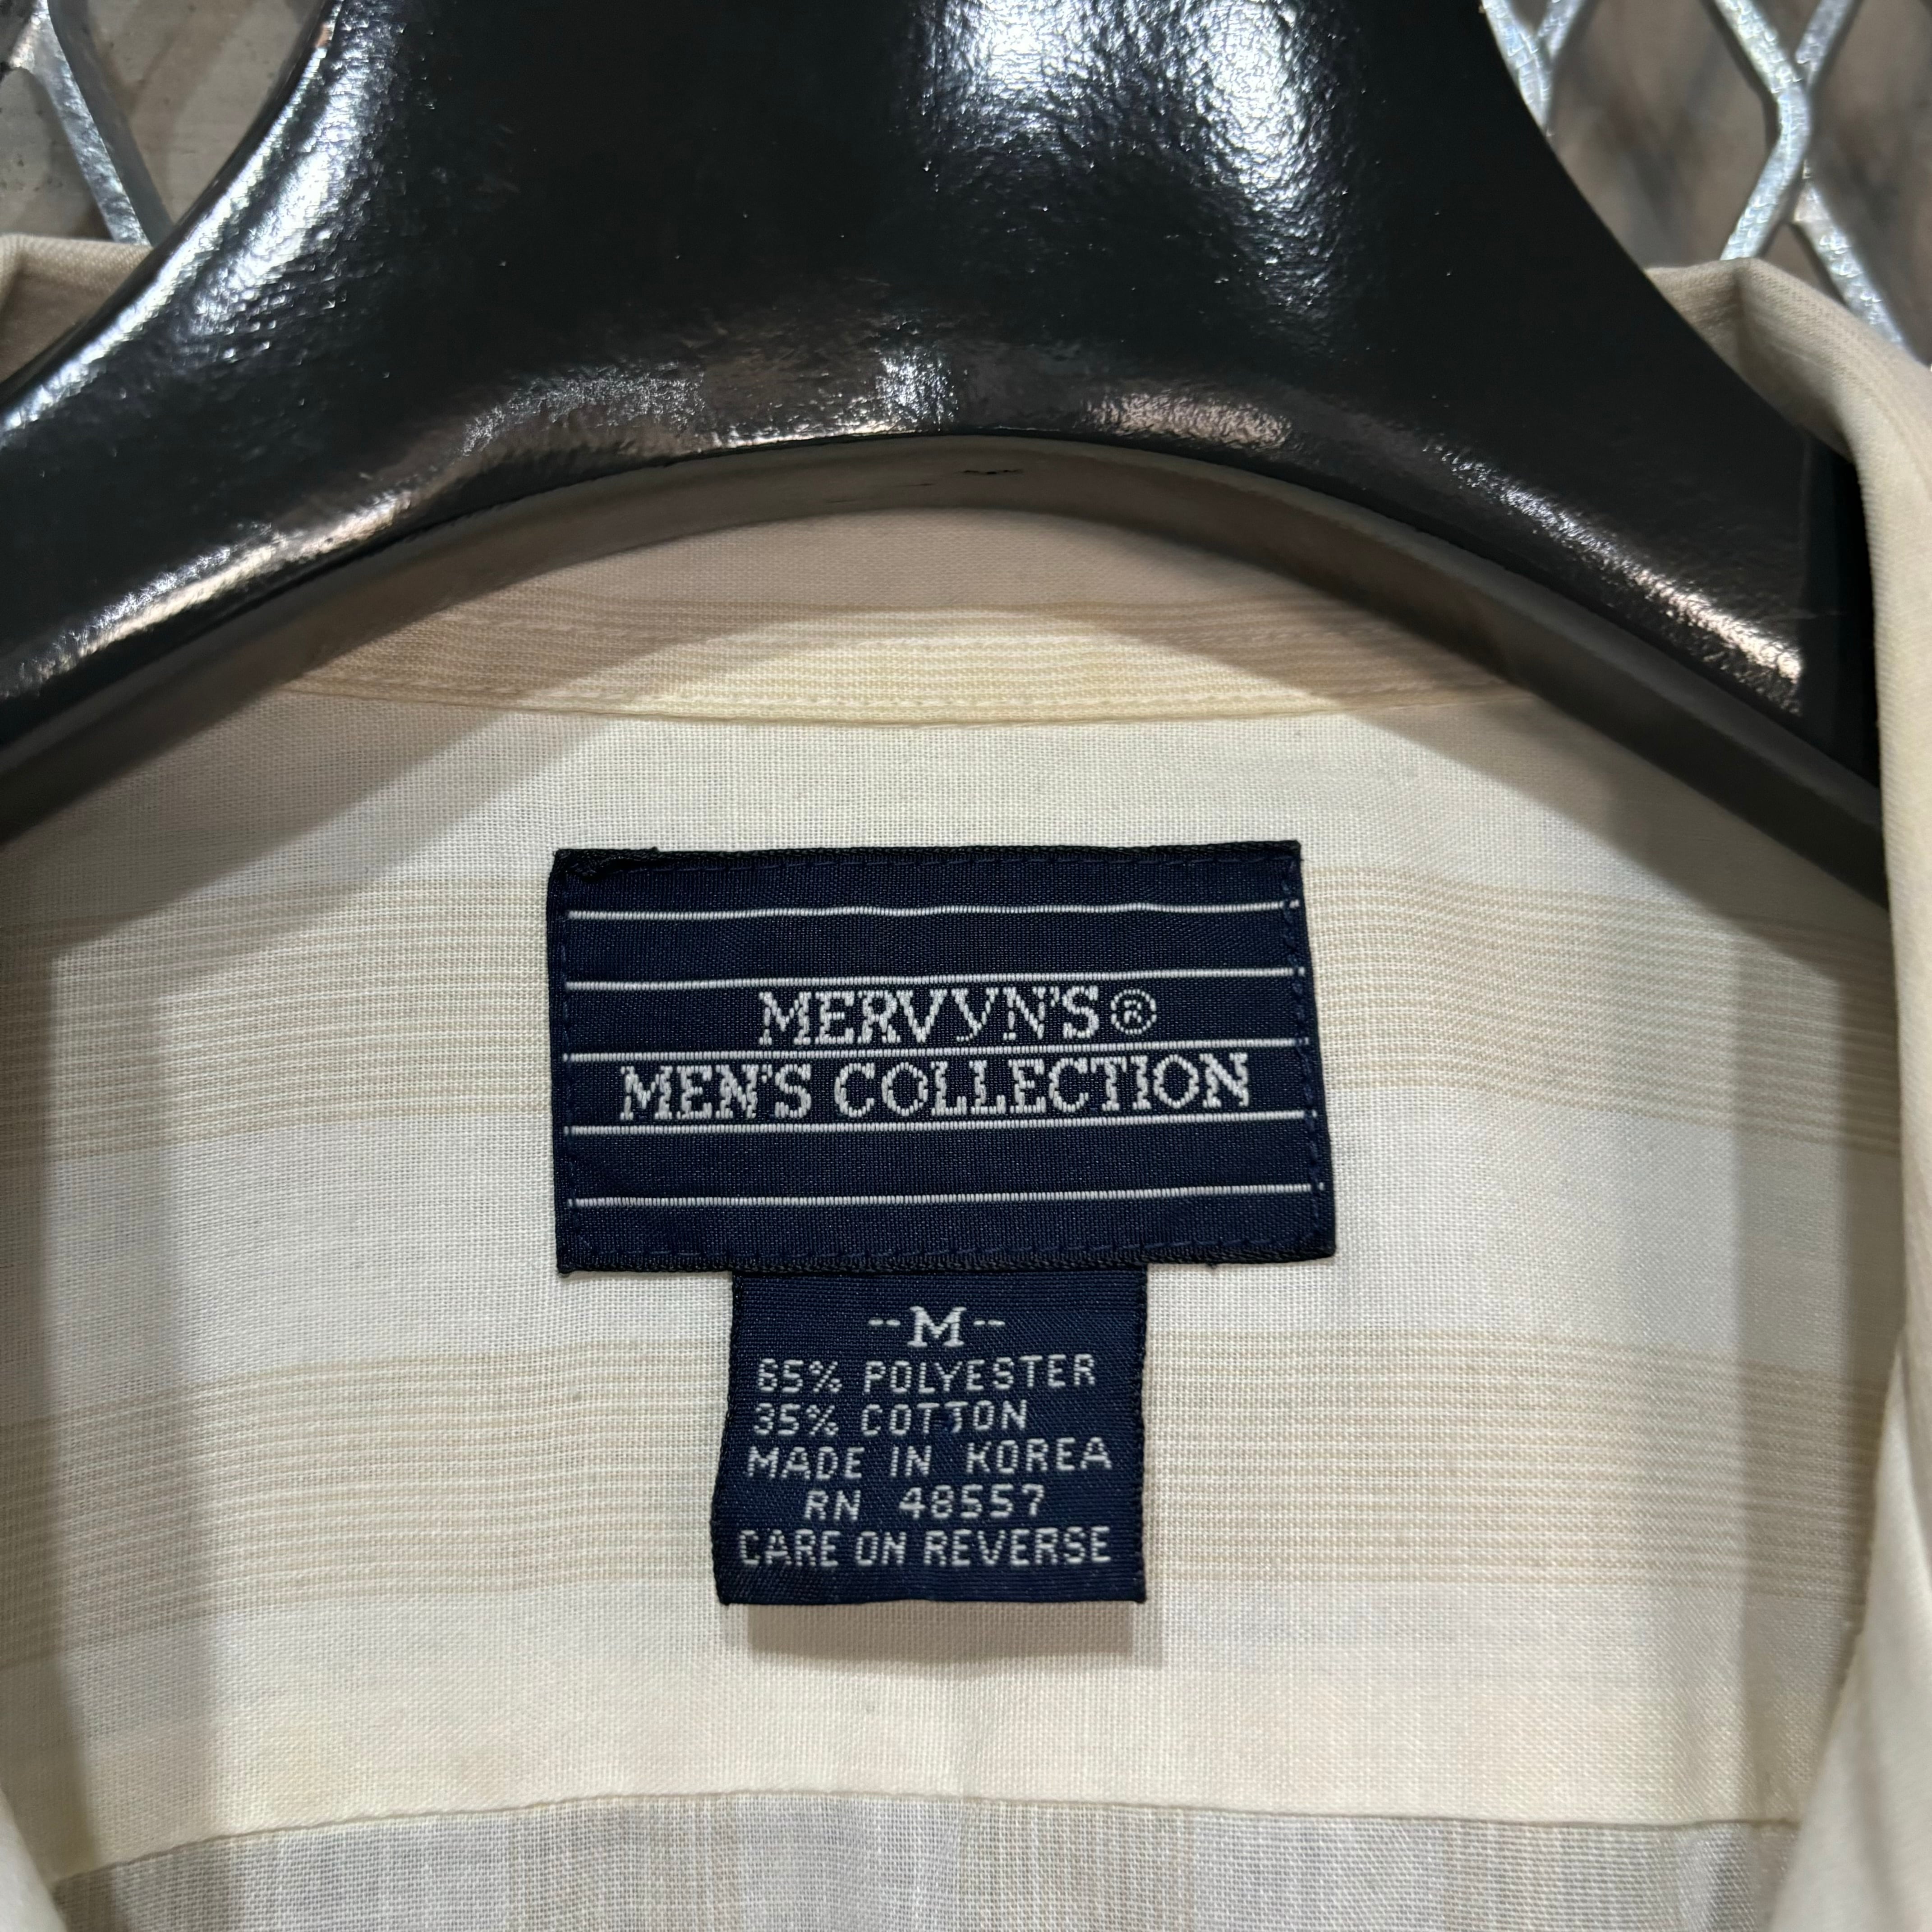 MERVYN'S®
MEN'S COLLECTION
--M--
65% POLYESTER
35% COTTON
MADE IN KOREA
RN 48557
CARE ON REVERSE